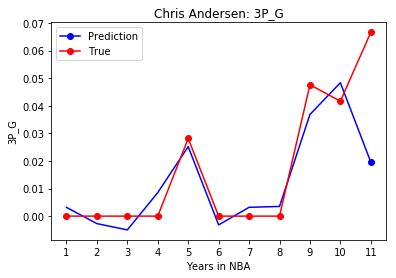 Chris Andersen: 3P_G
Prediction
True
0.07
0.06
0.05
0.04
0.03
0.02
0.01
0.00
3P_G
1 2 3 4 5 6 7 8 9 10 11
Years in NBA